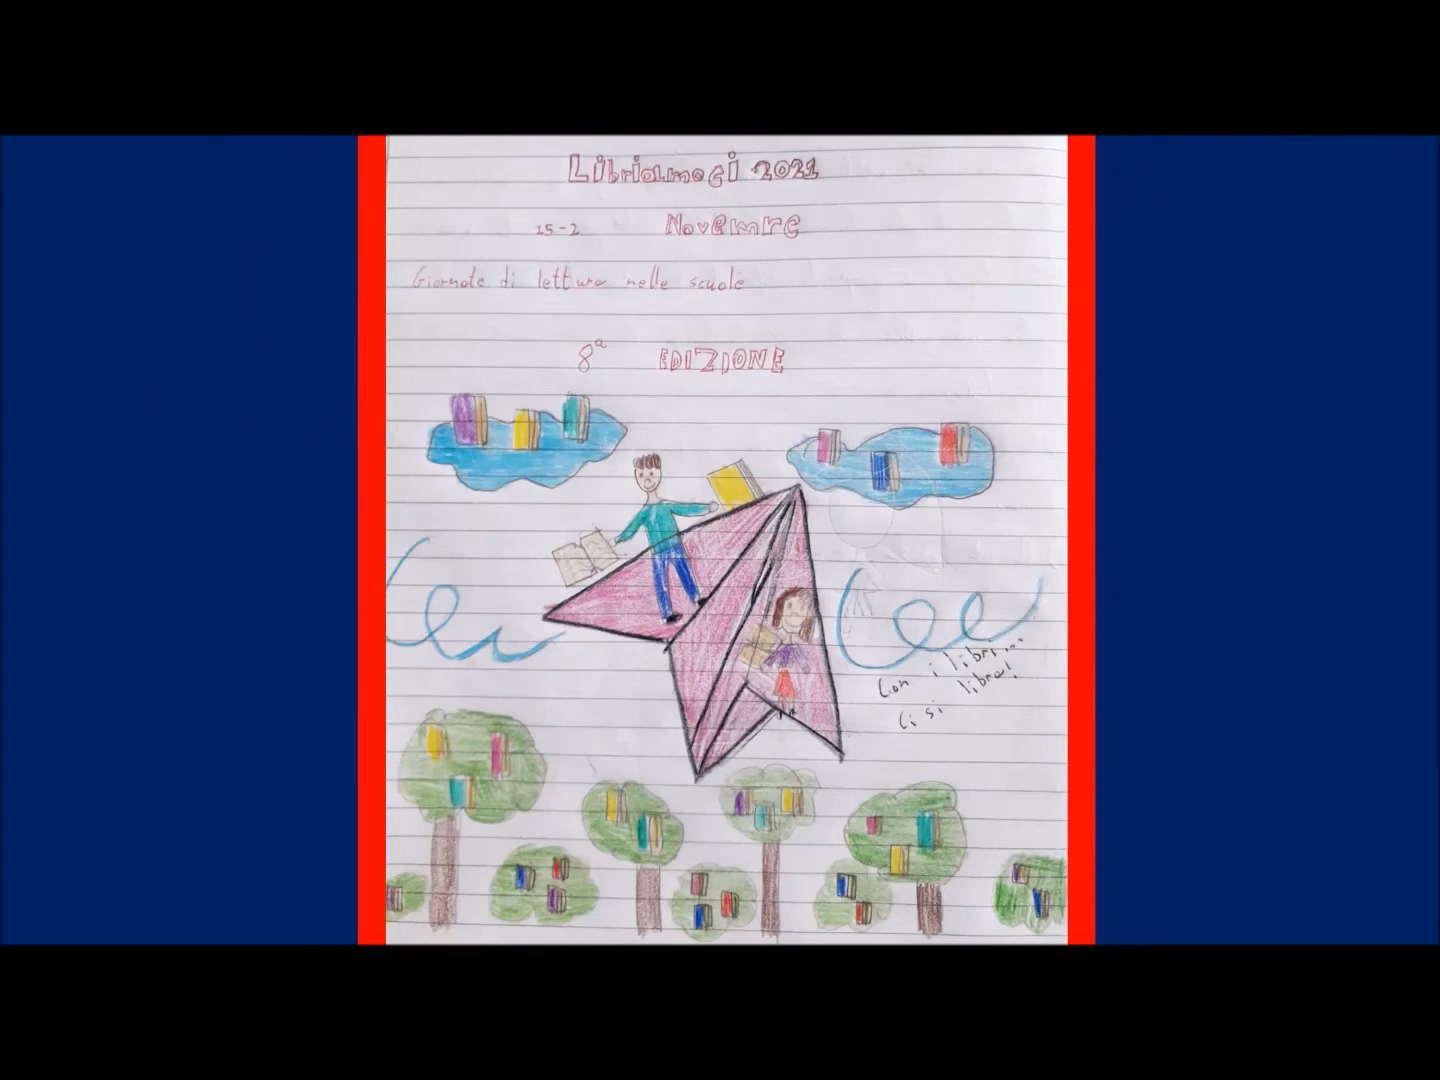 Libriamoci 2021
15-2 Novemre
Giornate di lettura nelle scuole
8ª EDIZIONE
Con i libri...
Ci si libra!